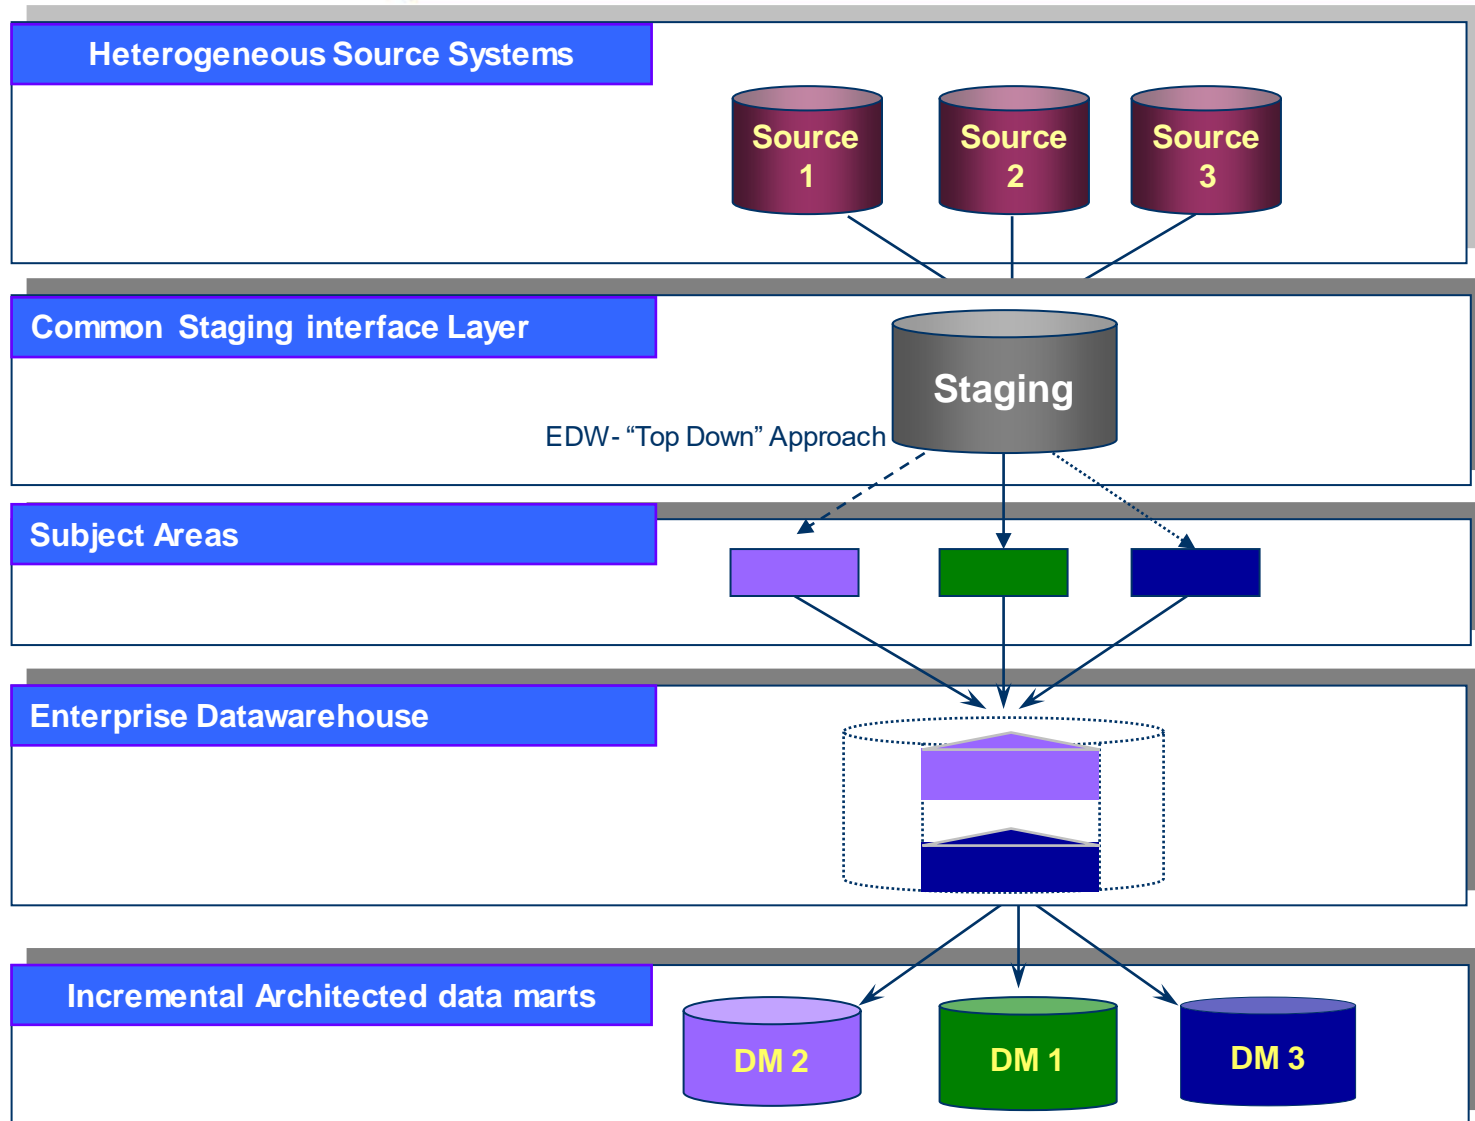 Heterogeneous Source Systems
Source
1
Source
2
Source
3
Common Staging interface Layer
Staging
EDW- “Top Down” Approach
Subject Areas
Enterprise Datawarehouse
Incremental Architected data marts
DM 2
DM 1
DM 3